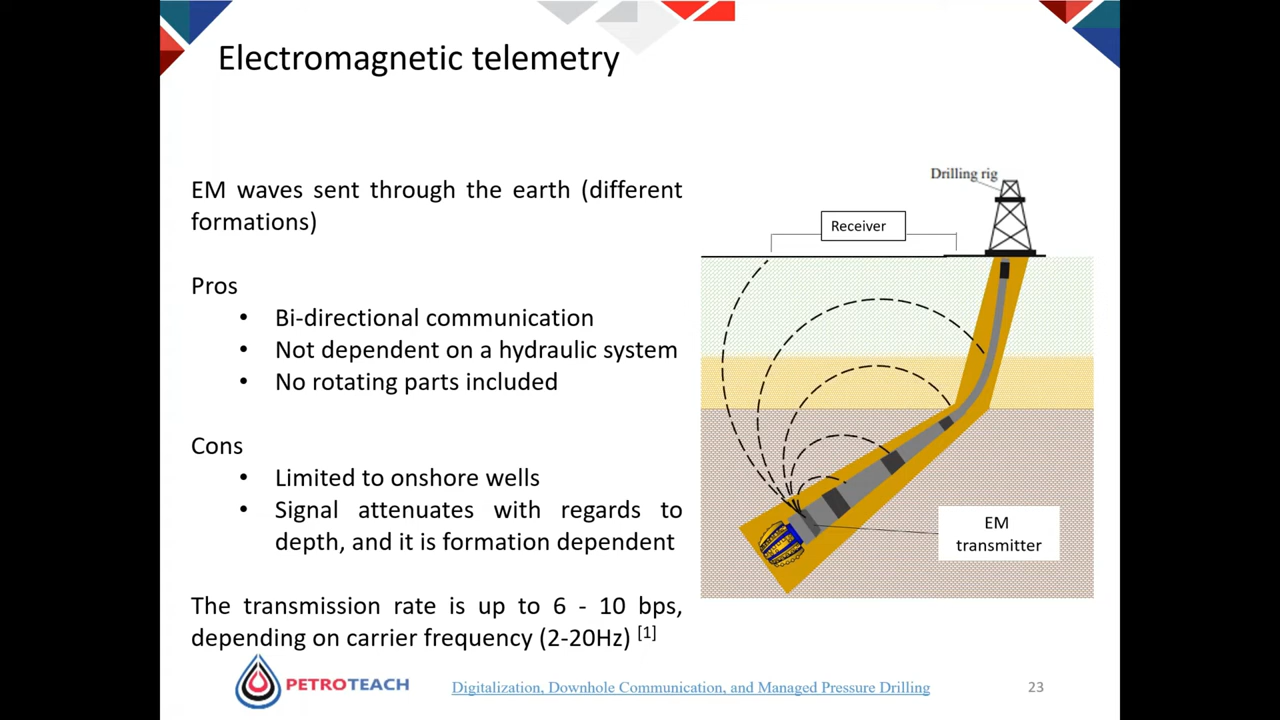 Electromagnetic telemetry
EM waves sent through the earth (different
formations)
Pros
• Bi-directional communication
• Not dependent on a hydraulic system
• No rotating parts included
Cons
• Limited to onshore wells
• Signal attenuates with regards to
depth, and it is formation dependent
The transmission rate is up to 6 - 10 bps,
depending on carrier frequency (2-20Hz) [1]
Drilling rig
Receiver
EM
transmitter
PETROTEACH
Digitalization, Downhole Communication, and Managed Pressure Drilling
23